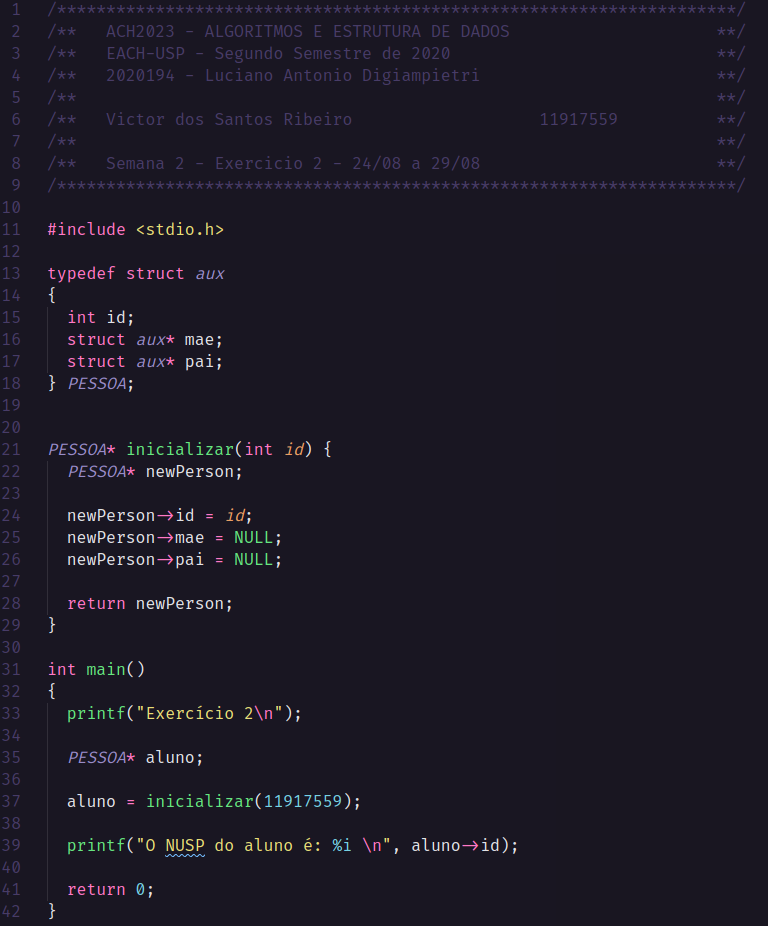 1 /*********************************************************************/
2 /**   ACH2023 - ALGORITMOS E ESTRUTURA DE DADOS                     **/
3 /**   EACH-USP - Segundo Semestre de 2020                           **/
4 /**   2020194 - Luciano Antonio Digiampietri                        **/
5 /**                                                                 **/
6 /**   Victor dos Santos Ribeiro                   11917559          **/
7 /**                                                                 **/
8 /**   Semana 2 - Exercicio 2 - 24/08 a 29/08                        **/
9 /*********************************************************************/
10
11 #include <stdio.h>
12
13 typedef struct aux
14 {
15   int id;
16   struct aux* mae;
17   struct aux* pai;
18 } PESSOA;
19
20
21 PESSOA* inicializar(int id) {
22   PESSOA* newPerson;
23
24   newPerson->id = id;
25   newPerson->mae = NULL;
26   newPerson->pai = NULL;
27
28   return newPerson;
29 }
30
31 int main()
32 {
33   printf("Exercício 2\n");
34
35   PESSOA* aluno;
36
37   aluno = inicializar(11917559);
38
39   printf("O NUSP do aluno é: %i \n", aluno->id);
40
41   return 0;
42 }